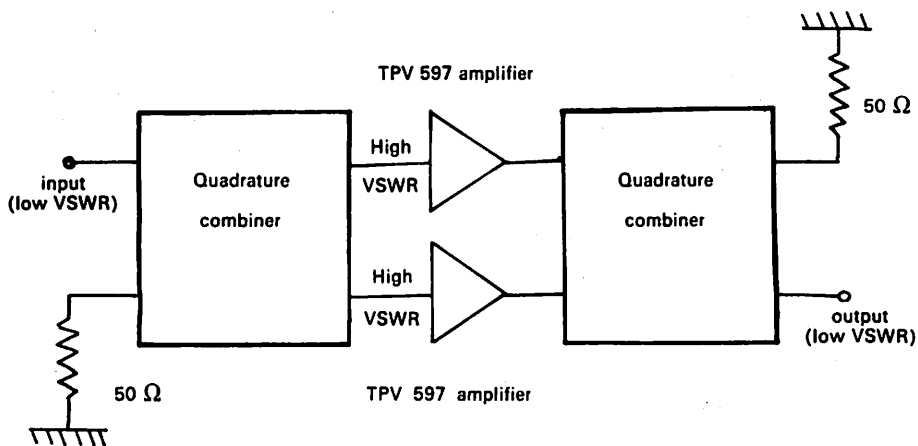 TPV 597 amplifier
50 Ω
High
VSWR
input
(low VSWR)
Quadrature
combiner
Quadrature
combiner
High
VSWR
output
(low VSWR)
50 Ω
TPV 597 amplifier